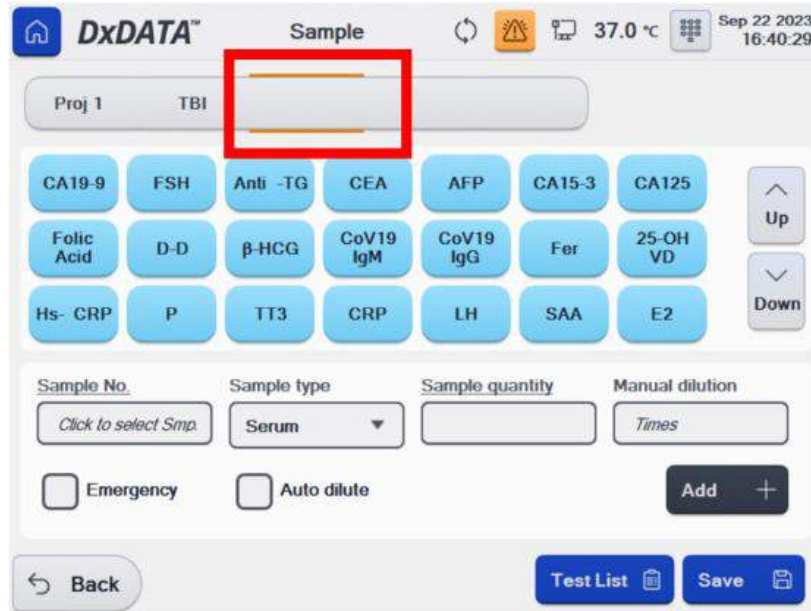 DxDATA™ Sample 37.0 ℃ Sep 22 2023
16:40:29
Proj 1 TBI
CA19-9 FSH Anti -TG CEA AFP CA15-3 CA125
Up
Folic Acid D-D β-HCG CoV19 IgM CoV19 IgG Fer 25-OH VD
Down
Hs- CRP P TT3 CRP LH SAA E2
Sample No. Sample type Sample quantity Manual dilution
Click to select Smp. Serum Times
Emergency Auto dilute Add +
Back Test List Save